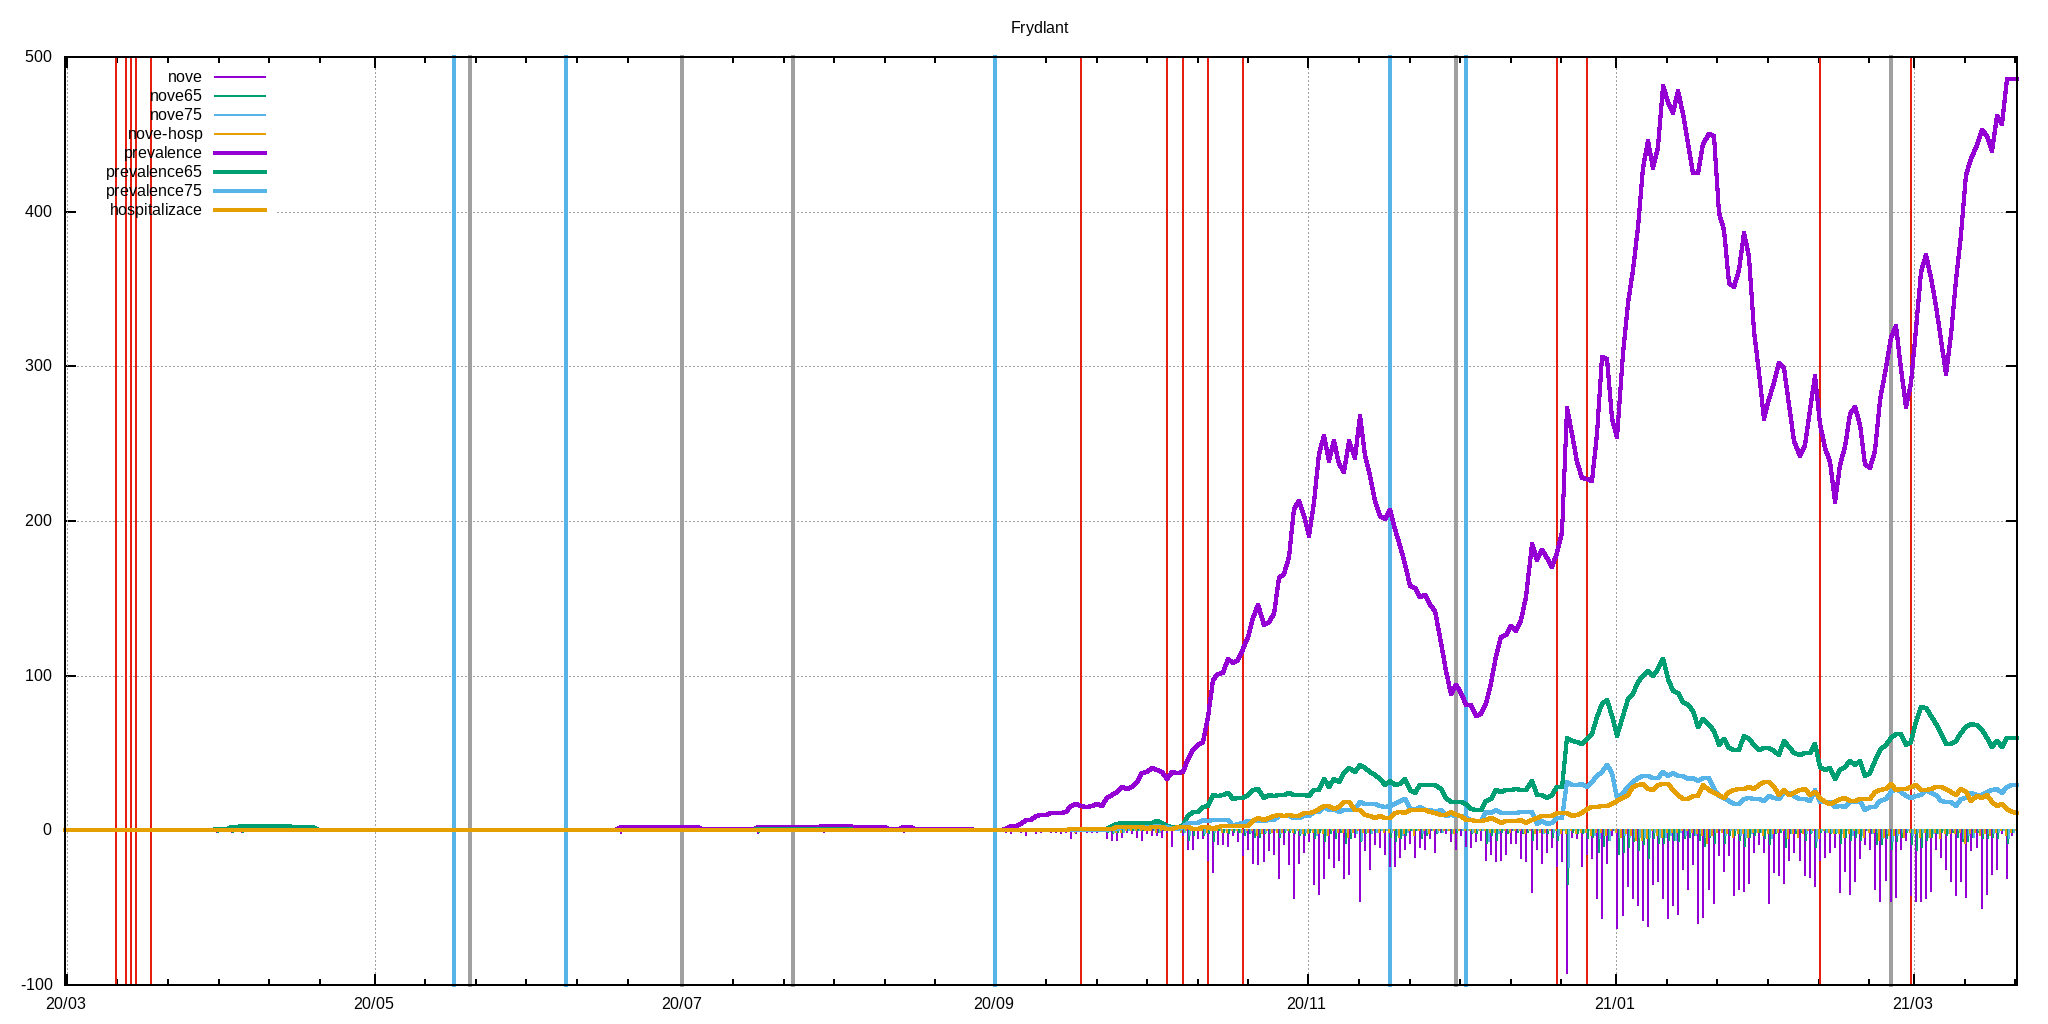 Frydlant
500
nove
nove65
nove75
nove-hosp
prevalence
prevalence65
prevalence75
hospitalizace
400
300
200
100
0
-100
20/03 20/05 20/07 20/09 20/11 21/01 21/03